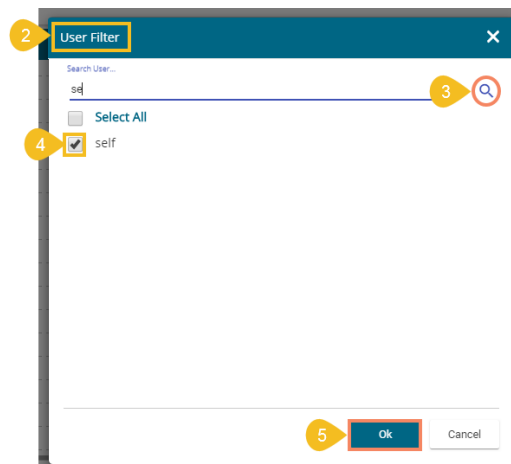 2 User Filter
Search User...
se 3
Select All
4 self
5 Ok Cancel